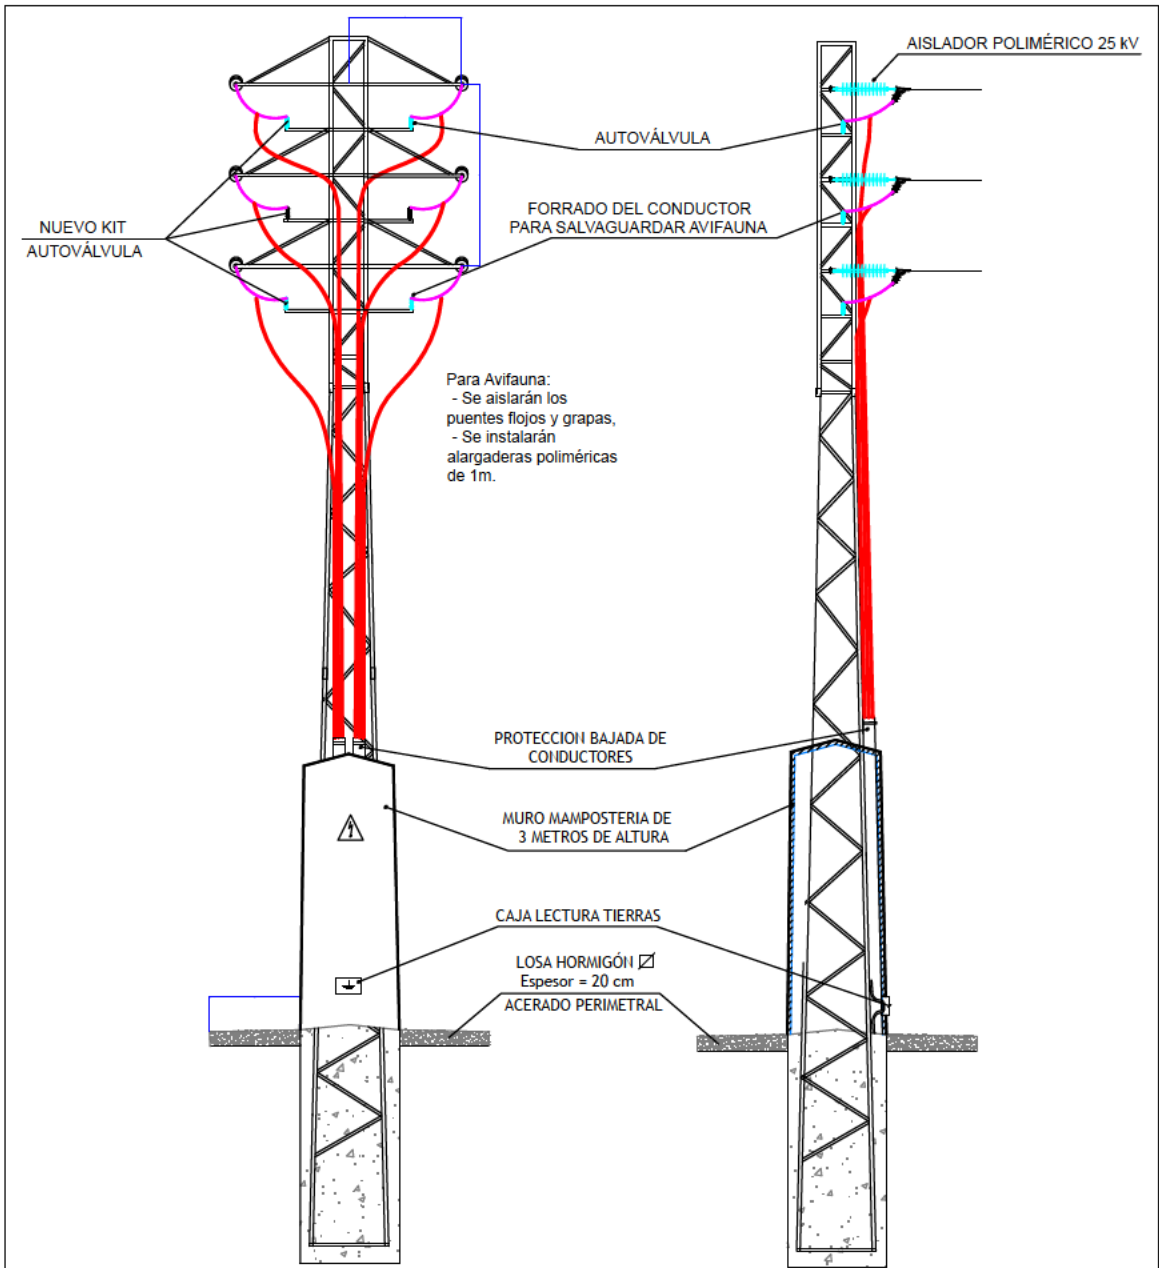 AISLADOR POLIMÉRICO 25 kV
AUTOVÁLVULA
FORRADO DEL CONDUCTOR
PARA SALVAGUARDAR AVIFAUNA
NUEVO KIT
AUTOVÁLVULA
Para Avifauna:
- Se aislarán los
puentes flojos y grapas,
- Se instalarán
alargaderas poliméricas
de 1m.
PROTECCION BAJADA DE
CONDUCTORES
MURO MAMPOSTERIA DE
3 METROS DE ALTURA
CAJA LECTURA TIERRAS
LOSA HORMIGÓN
Espesor = 20 cm
ACERADO PERIMETRAL